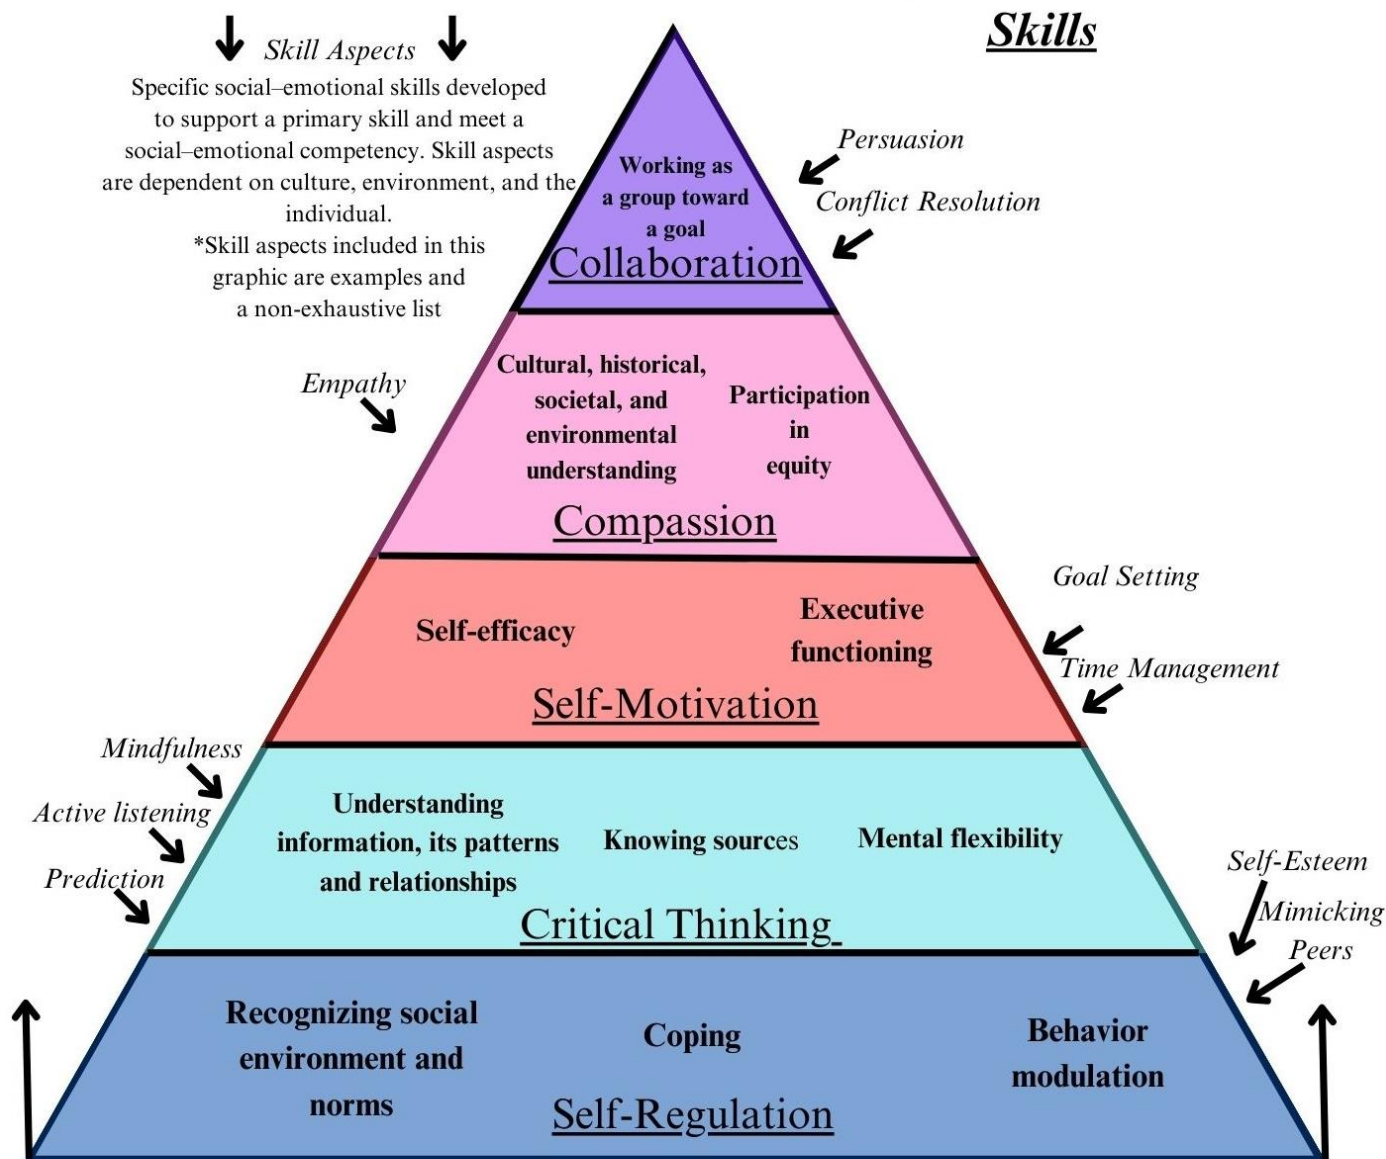 Skills
Skill Aspects
Specific social–emotional skills developed
to support a primary skill and meet a
social–emotional competency. Skill aspects
are dependent on culture, environment, and the
individual.
*Skill aspects included in this
graphic are examples and
a non-exhaustive list
Persuasion
Conflict Resolution
Working as
a group toward
a goal
Collaboration
Empathy
Cultural, historical,
societal, and
environmental
understanding
Participation
in
equity
Compassion
Goal Setting
Time Management
Self-efficacy
Executive
functioning
Self-Motivation
Mindfulness
Active listening
Prediction
Understanding
information, its patterns
and relationships
Knowing sources
Mental flexibility
Critical Thinking
Self-Esteem
Mimicking
Peers
Recognizing social
environment and
norms
Coping
Behavior
modulation
Self-Regulation